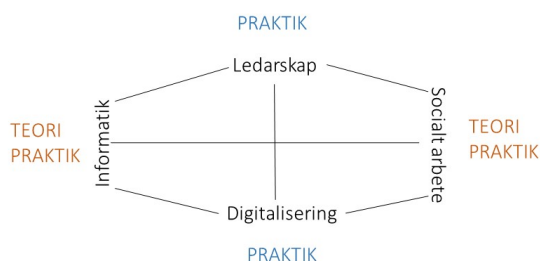 PRAKTIK
Ledarskap
TEORI
PRAKTIK
Informatik
Socialt arbete
TEORI
PRAKTIK
Digitalisering
PRAKTIK